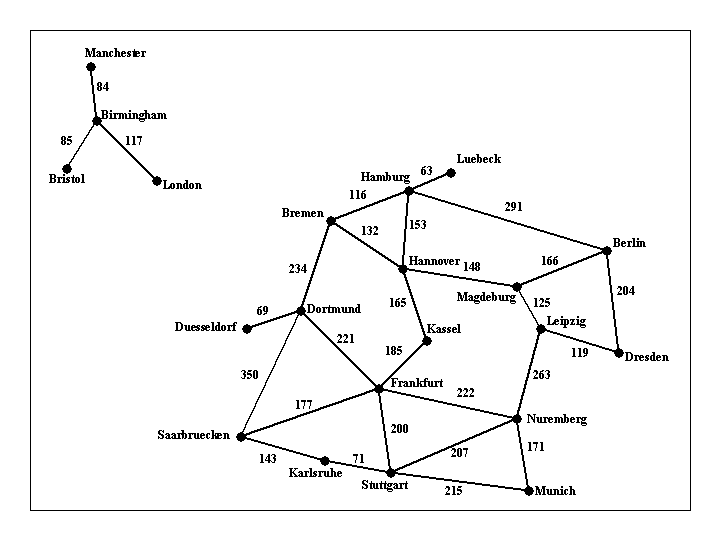 Manchester
84
Birmingham
85
117
Bristol
London
Luebeck
63
Hamburg
116
291
Bremen
132
153
Berlin
Hannover
148
166
234
Magdeburg
125
204
165
69
Dortmund
Leipzig
Duesseldorf
221
Kassel
185
119
Dresden
350
Frankfurt
263
222
177
Nuremberg
Saarbruecken
200
207
171
143
71
Karlsruhe
Stuttgart
215
Munich